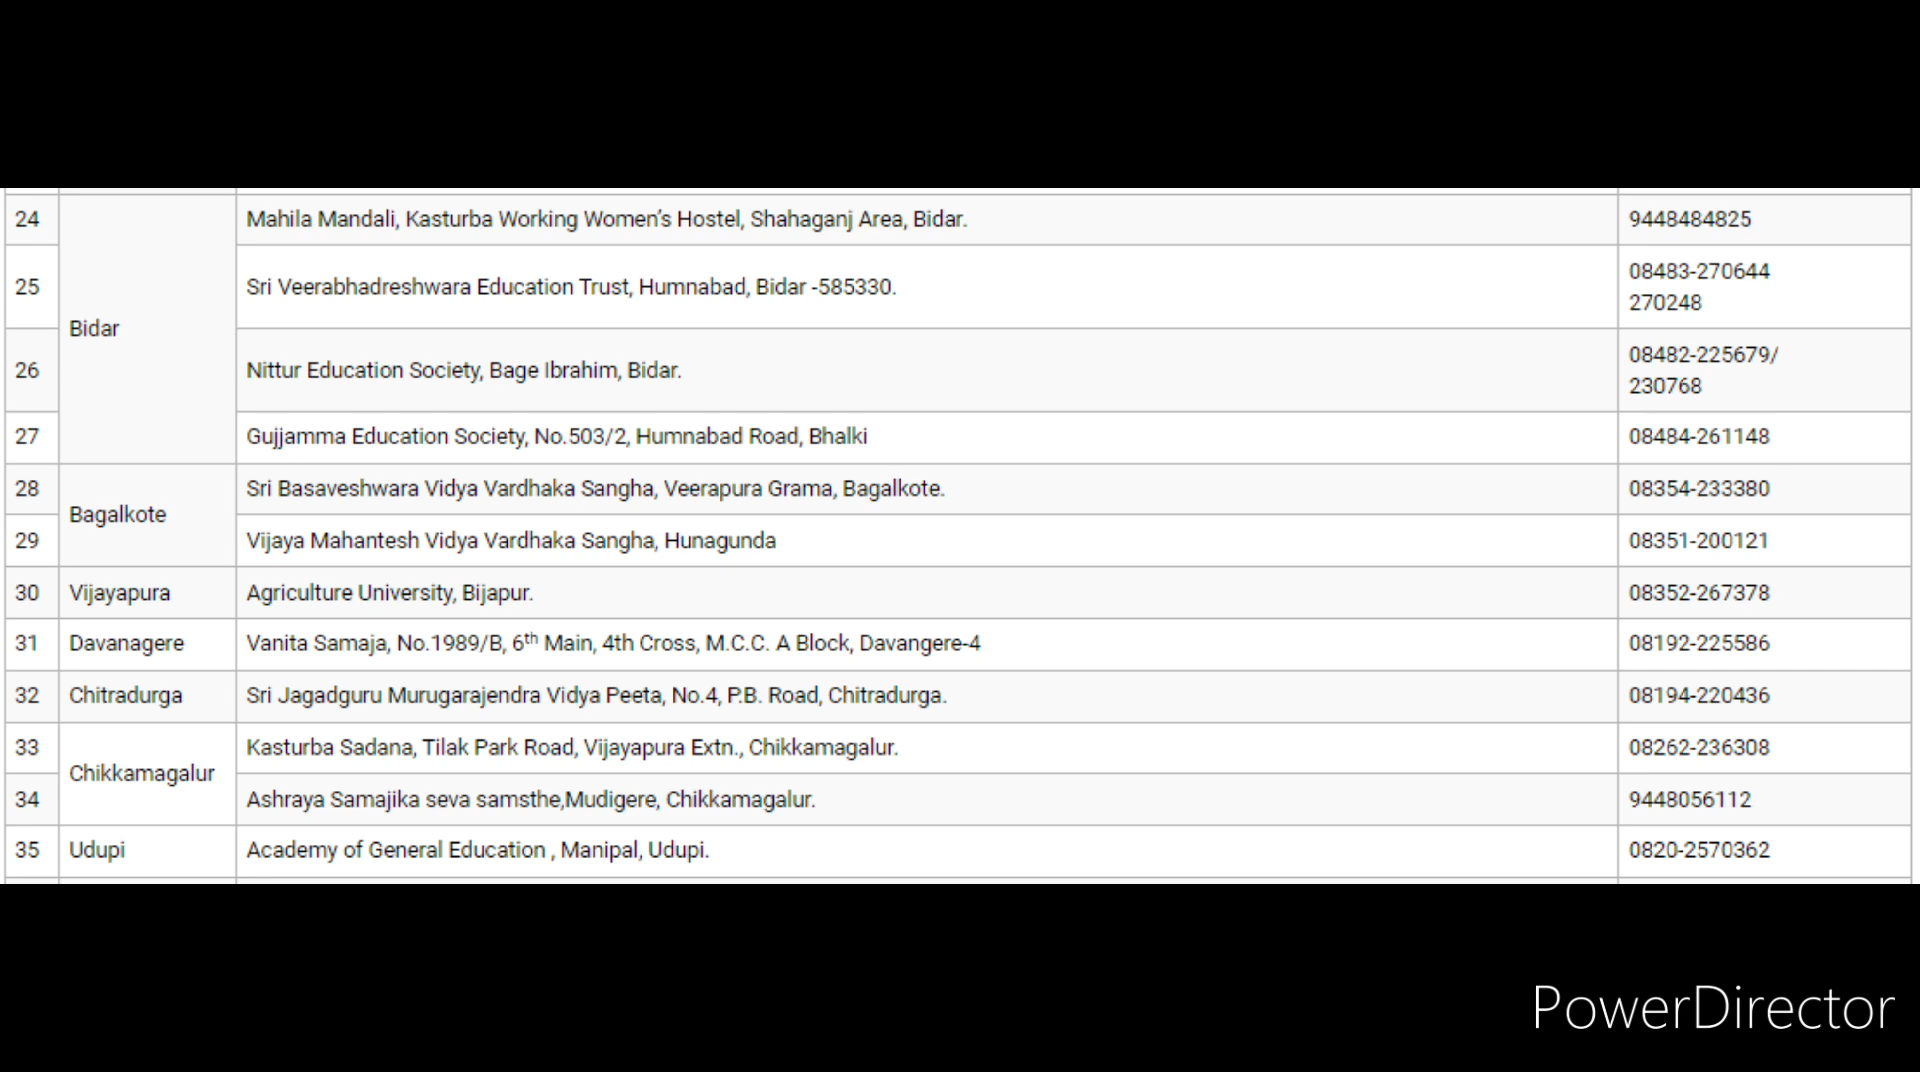 24 Mahila Mandali, Kasturba Working Women’s Hostel, Shahaganj Area, Bidar. 9448484825
25 Sri Veerabhadreshwara Education Trust, Humnabad, Bidar -585330. 08483-270644
270248
Bidar
26 Nittur Education Society, Bage Ibrahim, Bidar. 08482-225679/
230768
27 Gujjamma Education Society, No.503/2, Humnabad Road, Bhalki 08484-261148
28 Sri Basaveshwara Vidya Vardhaka Sangha, Veerapura Grama, Bagalkote. 08354-233380
Bagalkote
29 Vijaya Mahantesh Vidya Vardhaka Sangha, Hunagunda 08351-200121
30 Vijayapura Agriculture University, Bijapur. 08352-267378
31 Davanagere Vanita Samaja, No.1989/B, 6th Main, 4th Cross, M.C.C. A Block, Davangere-4 08192-225586
32 Chitradurga Sri Jagadguru Murugarajendra Vidya Peeta, No.4, P.B. Road, Chitradurga. 08194-220436
33 Kasturba Sadana, Tilak Park Road, Vijayapura Extn., Chikkamagalur. 08262-236308
Chikkamagalur
34 Ashraya Samajika seva samsthe,Mudigere, Chikkamagalur. 9448056112
35 Udupi Academy of General Education , Manipal, Udupi. 0820-2570362
PowerDirector